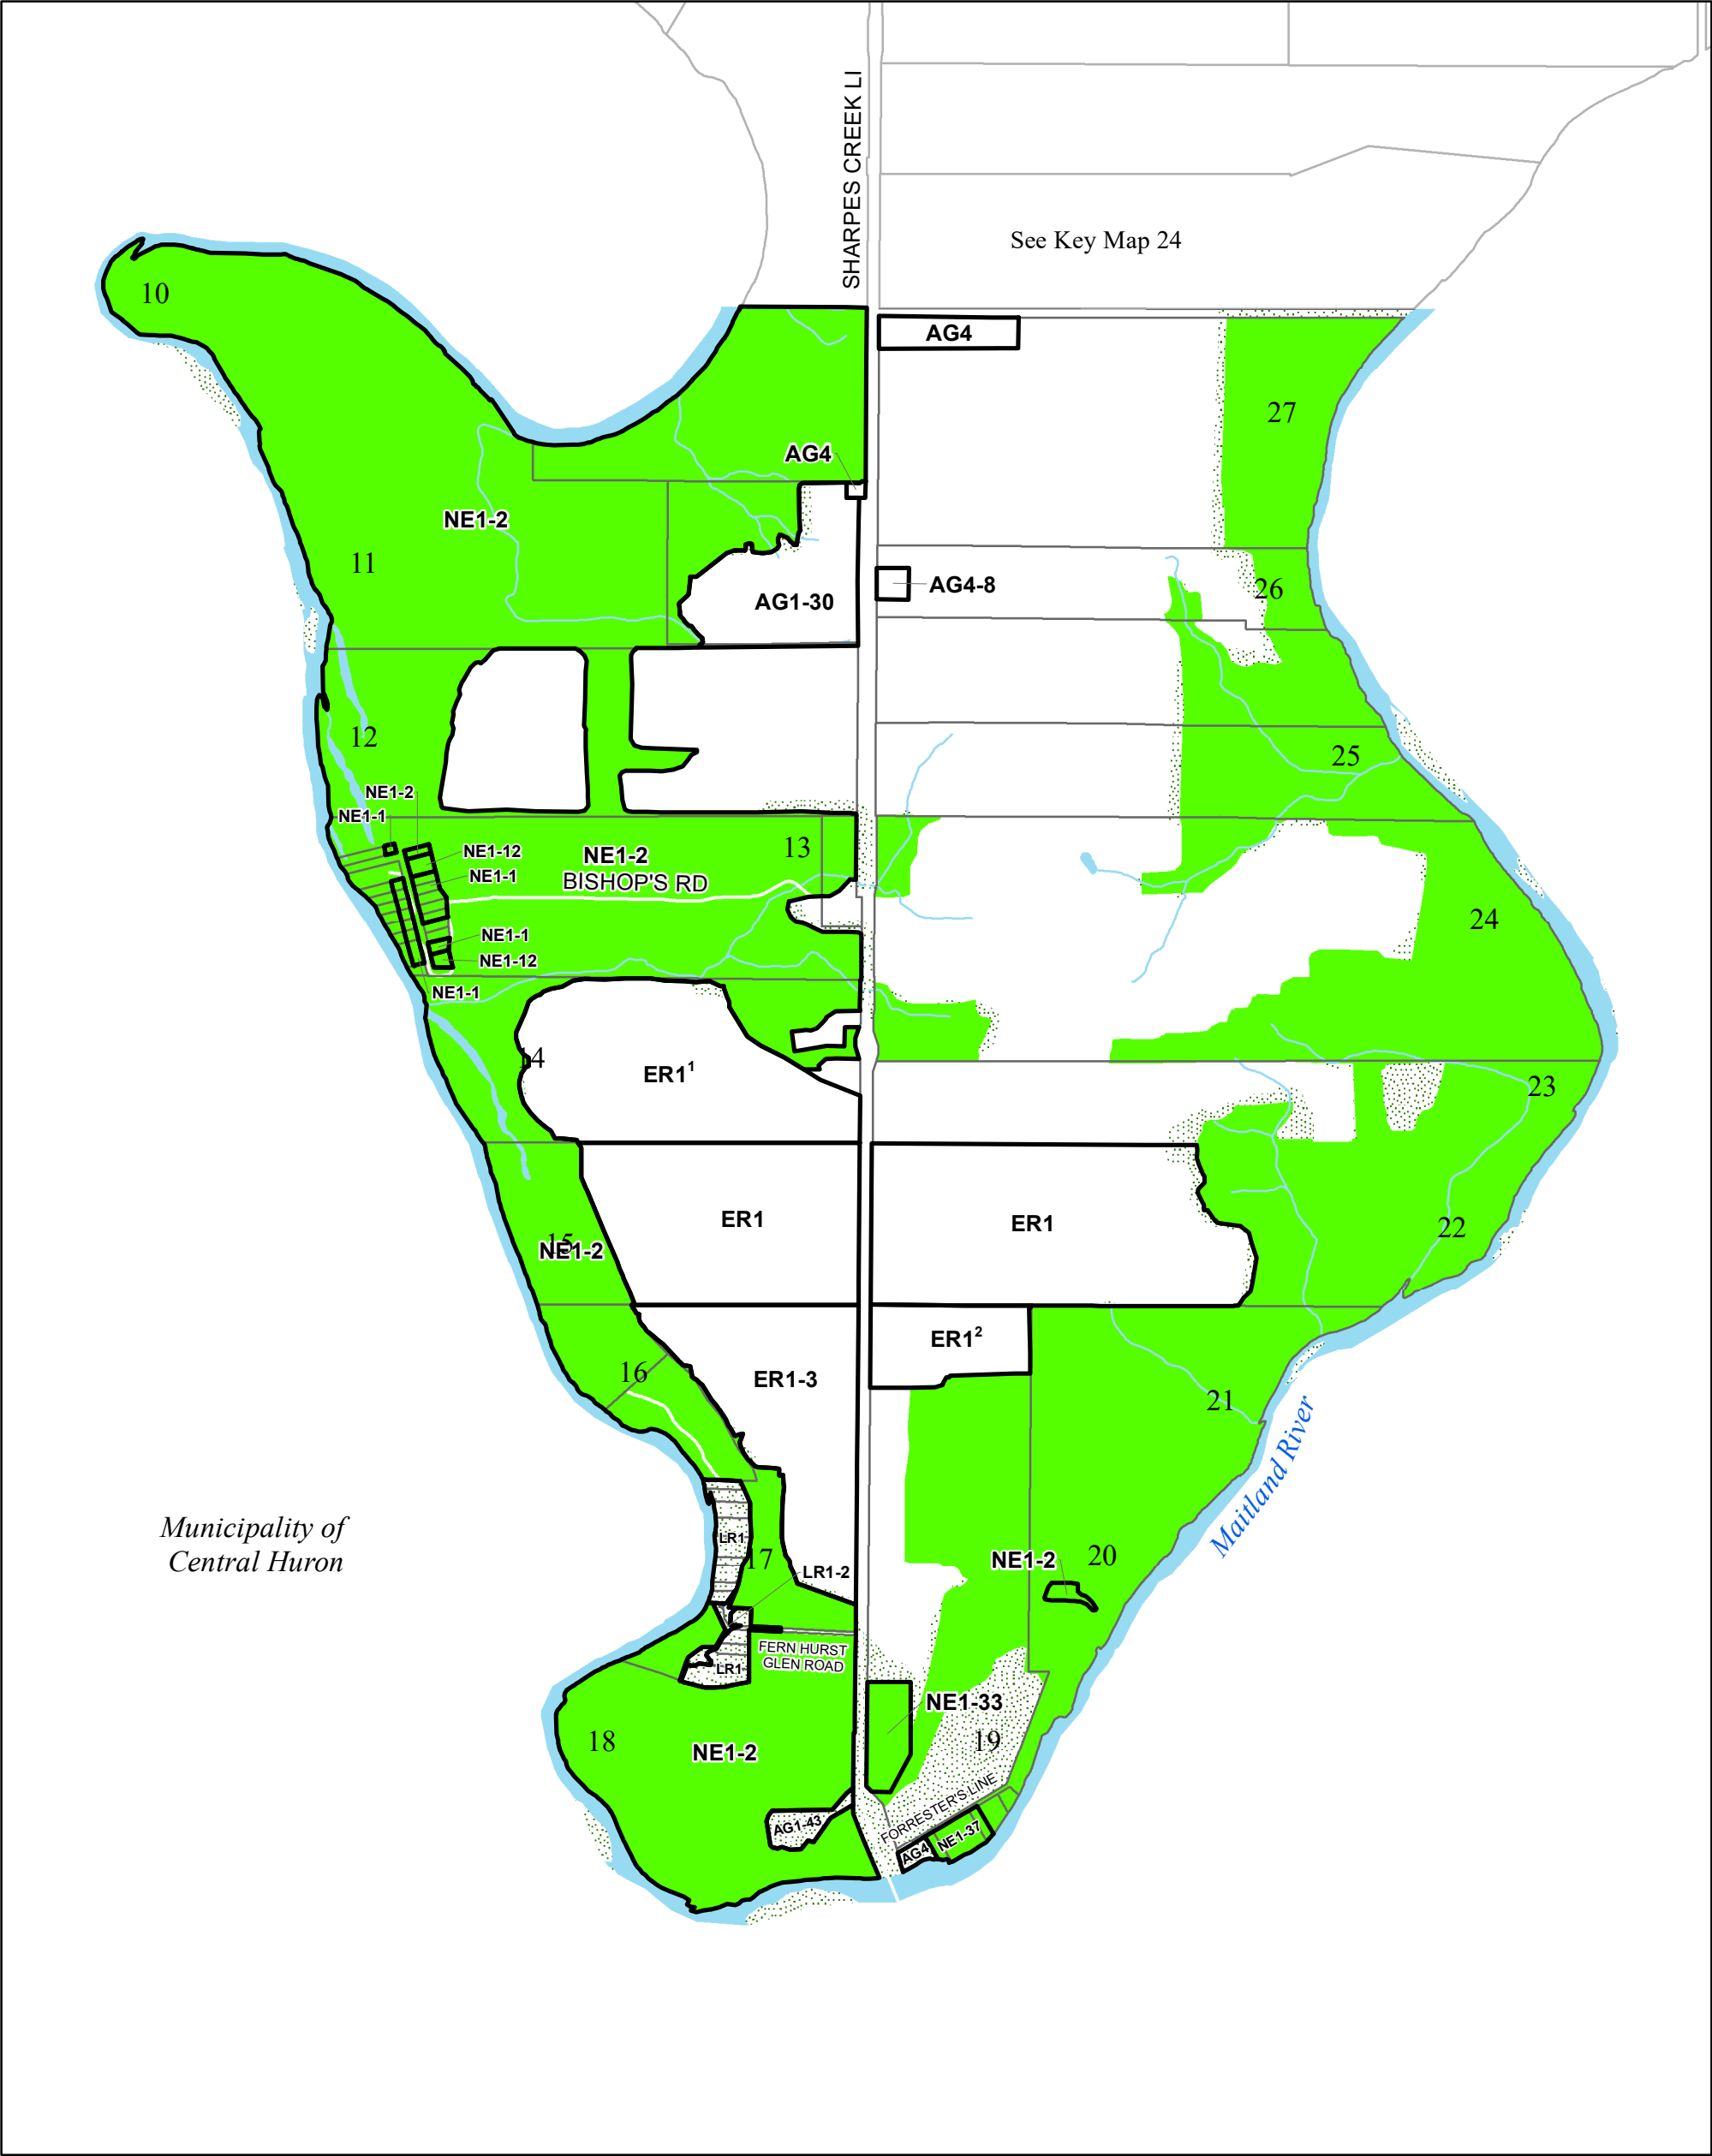 SHARPES CREEK LI
See Key Map 24
10
AG4
27
AG4
NE1-2
11
AG1-30
AG4-8
26
12
25
NE1-2
NE1-1
NE1-12
NE1-1
NE1-2
13
BISHOP'S RD
24
NE1-1
NE1-12
NE1-1
14
ER1¹
23
ER1
ER1
22
15
NE1-2
ER1²
16
ER1-3
21
Maitland River
Municipality of
Central Huron
LR1
17
LR1-2
NE1-2
20
FERN HURST
GLEN ROAD
LR1
NE1-33
18
NE1-2
19
FORRESTER'S LINE
AG1-43
AG4
NE1-37